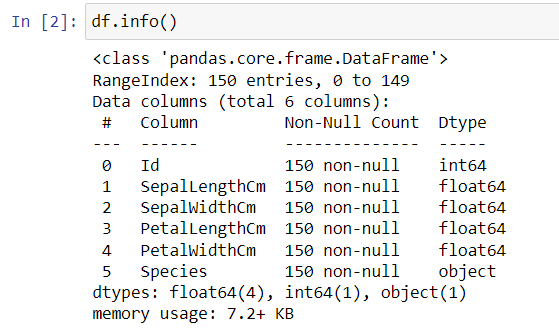 In [2]: df.info()
<class 'pandas.core.frame.DataFrame'>
RangeIndex: 150 entries, 0 to 149
Data columns (total 6 columns):
 #   Column         Non-Null Count  Dtype
---  ------         --------------  -----
 0   Id             150 non-null    int64
 1   SepalLengthCm  150 non-null    float64
 2   SepalWidthCm   150 non-null    float64
 3   PetalLengthCm  150 non-null    float64
 4   PetalWidthCm   150 non-null    float64
 5   Species        150 non-null    object
dtypes: float64(4), int64(1), object(1)
memory usage: 7.2+ KB